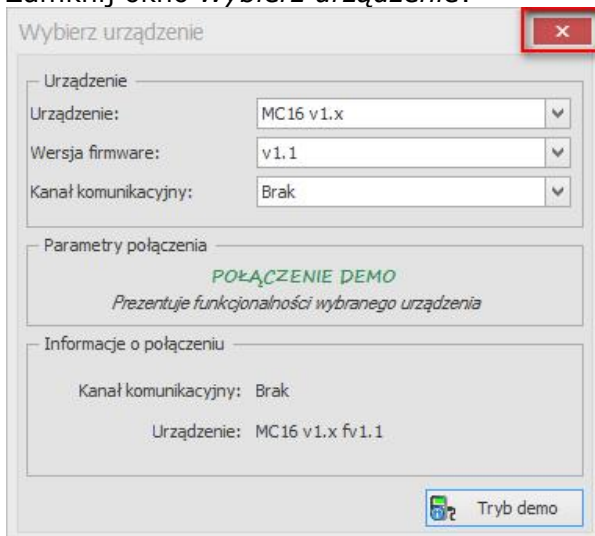 Zamknij okno Wybierz urządzenie.
Wybierz urządzenie
Urządzenie
Urządzenie: MC16 v1.x
Wersja firmware: v1.1
Kanał komunikacyjny: Brak
Parametry połączenia
POŁĄCZENIE DEMO
Prezentuje funkcjonalności wybranego urządzenia
Informacje o połączeniu
Kanał komunikacyjny: Brak
Urządzenie: MC16 v1.x fv1.1
Tryb demo